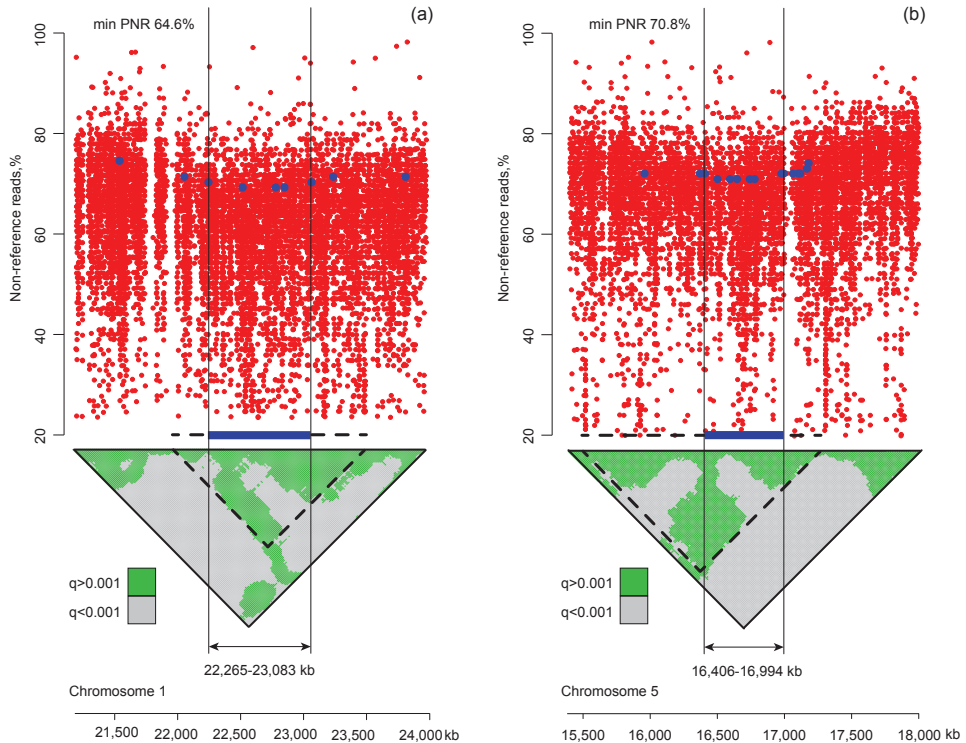 (a)
min PNR 64.6%
Non-reference reads,%
100
80
60
40
20
q>0.001
q<0.001
22,265-23,083 kb
Chromosome 1
21,500 22,000 22,500 23,000 23,500 24,000 kb
(b)
min PNR 70.8%
Non-reference reads,%
100
80
60
40
20
q>0.001
q<0.001
16,406-16,994 kb
Chromosome 5
15,500 16,000 16,500 17,000 17,500 18,000 kb